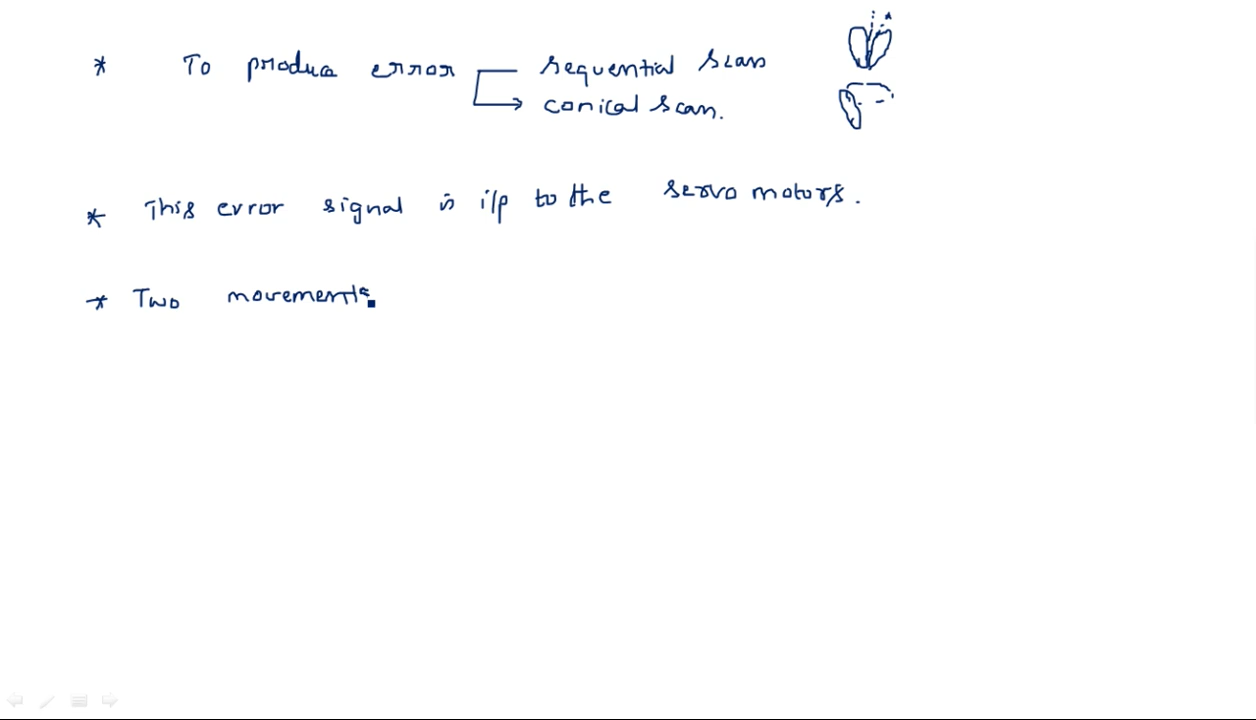 * To produce error sequential scan
conical scan.
* This error signal is i/p to the servo motors.
* Two movements